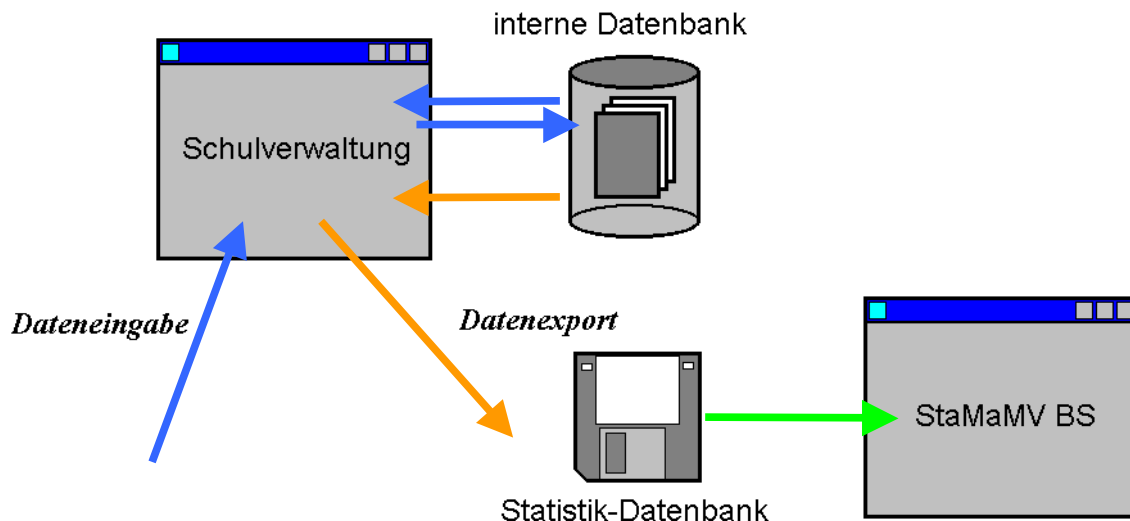 interne Datenbank
Schulverwaltung
Dateneingabe
Datenexport
StaMaMV BS
Statistik-Datenbank